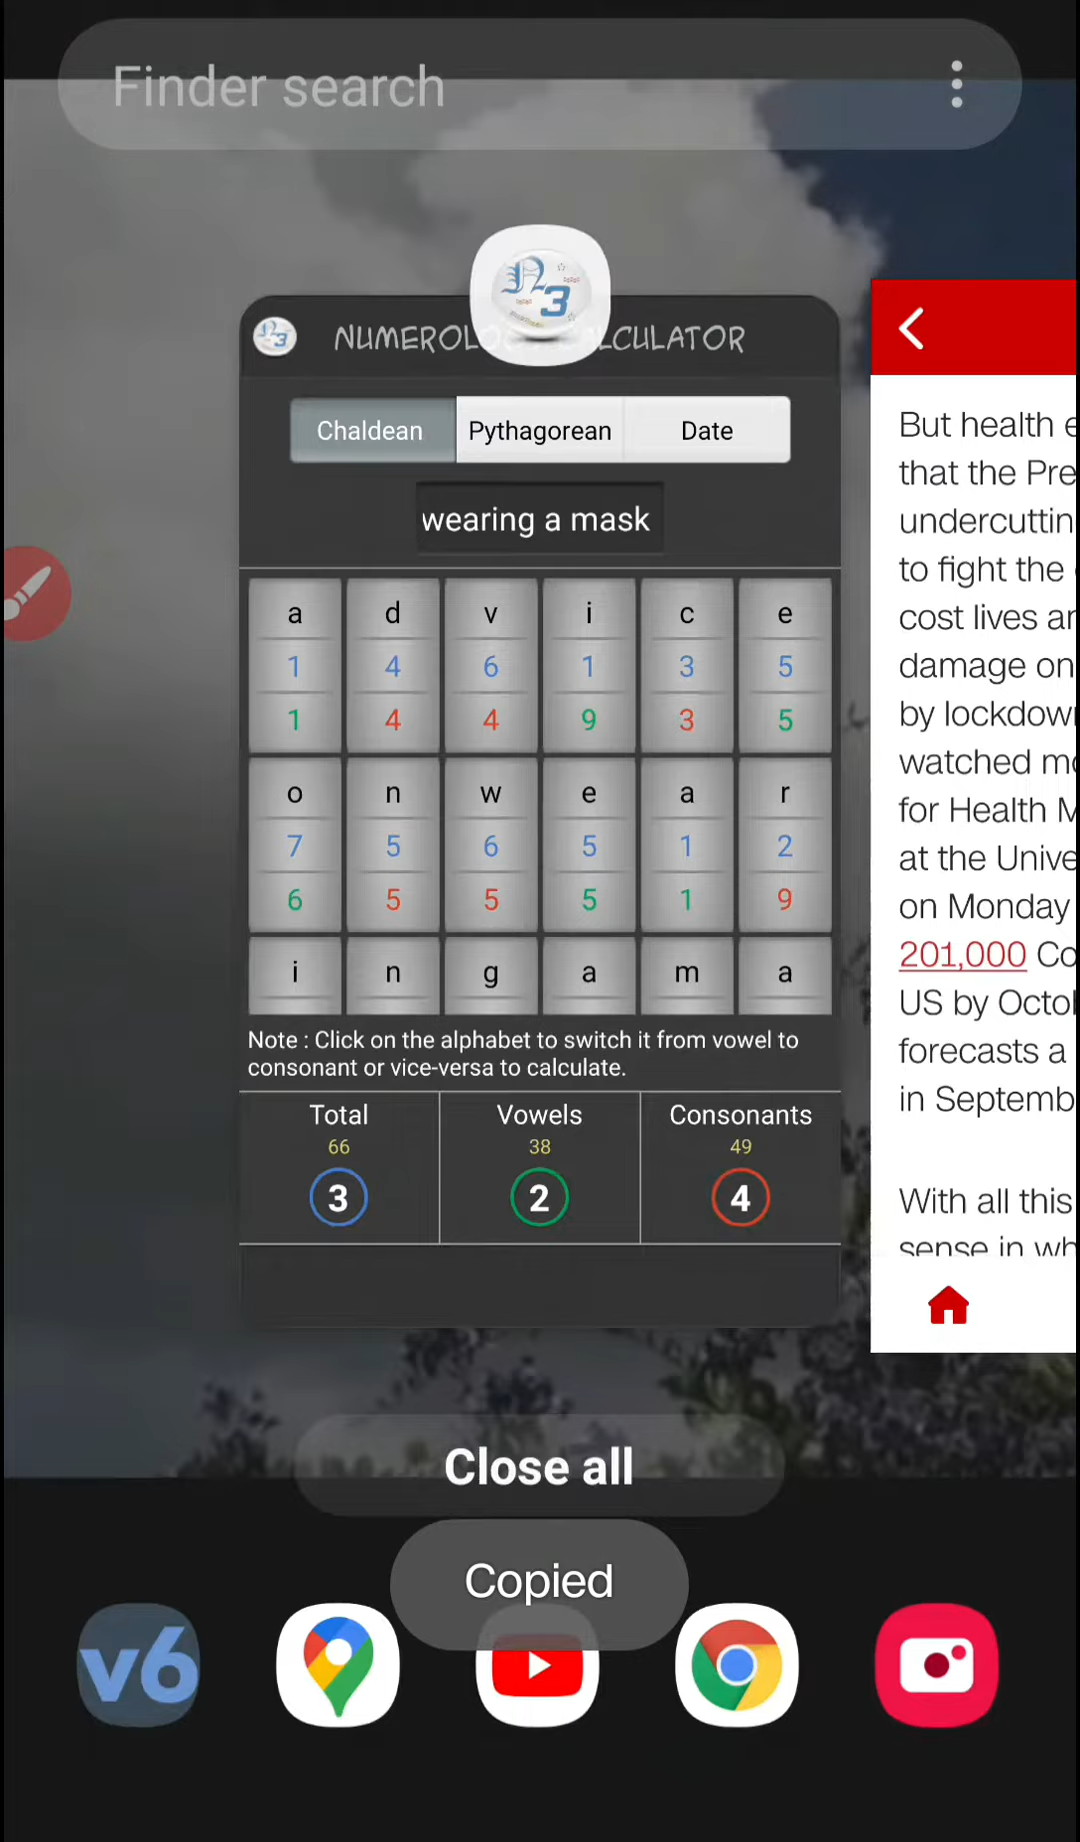 Finder search
NUMEROLO CULATOR
Chaldean Pythagorean Date
wearing a mask
a d v i c e
1 4 6 1 3 5
1 4 4 9 3 5
o n w e a r
7 5 6 5 1 2
6 5 5 5 1 9
i n g a m a
Note : Click on the alphabet to switch it from vowel to
consonant or vice-versa to calculate.
Total Vowels Consonants
66 38 49
3 2 4
But health e
that the Pre
undercuttin
to fight the
cost lives ar
damage on
by lockdow
watched mo
for Health M
at the Unive
on Monday
201,000 Co
US by Octo
forecasts a
in Septemb
With all this
sense in wh
Close all
Copied
v6